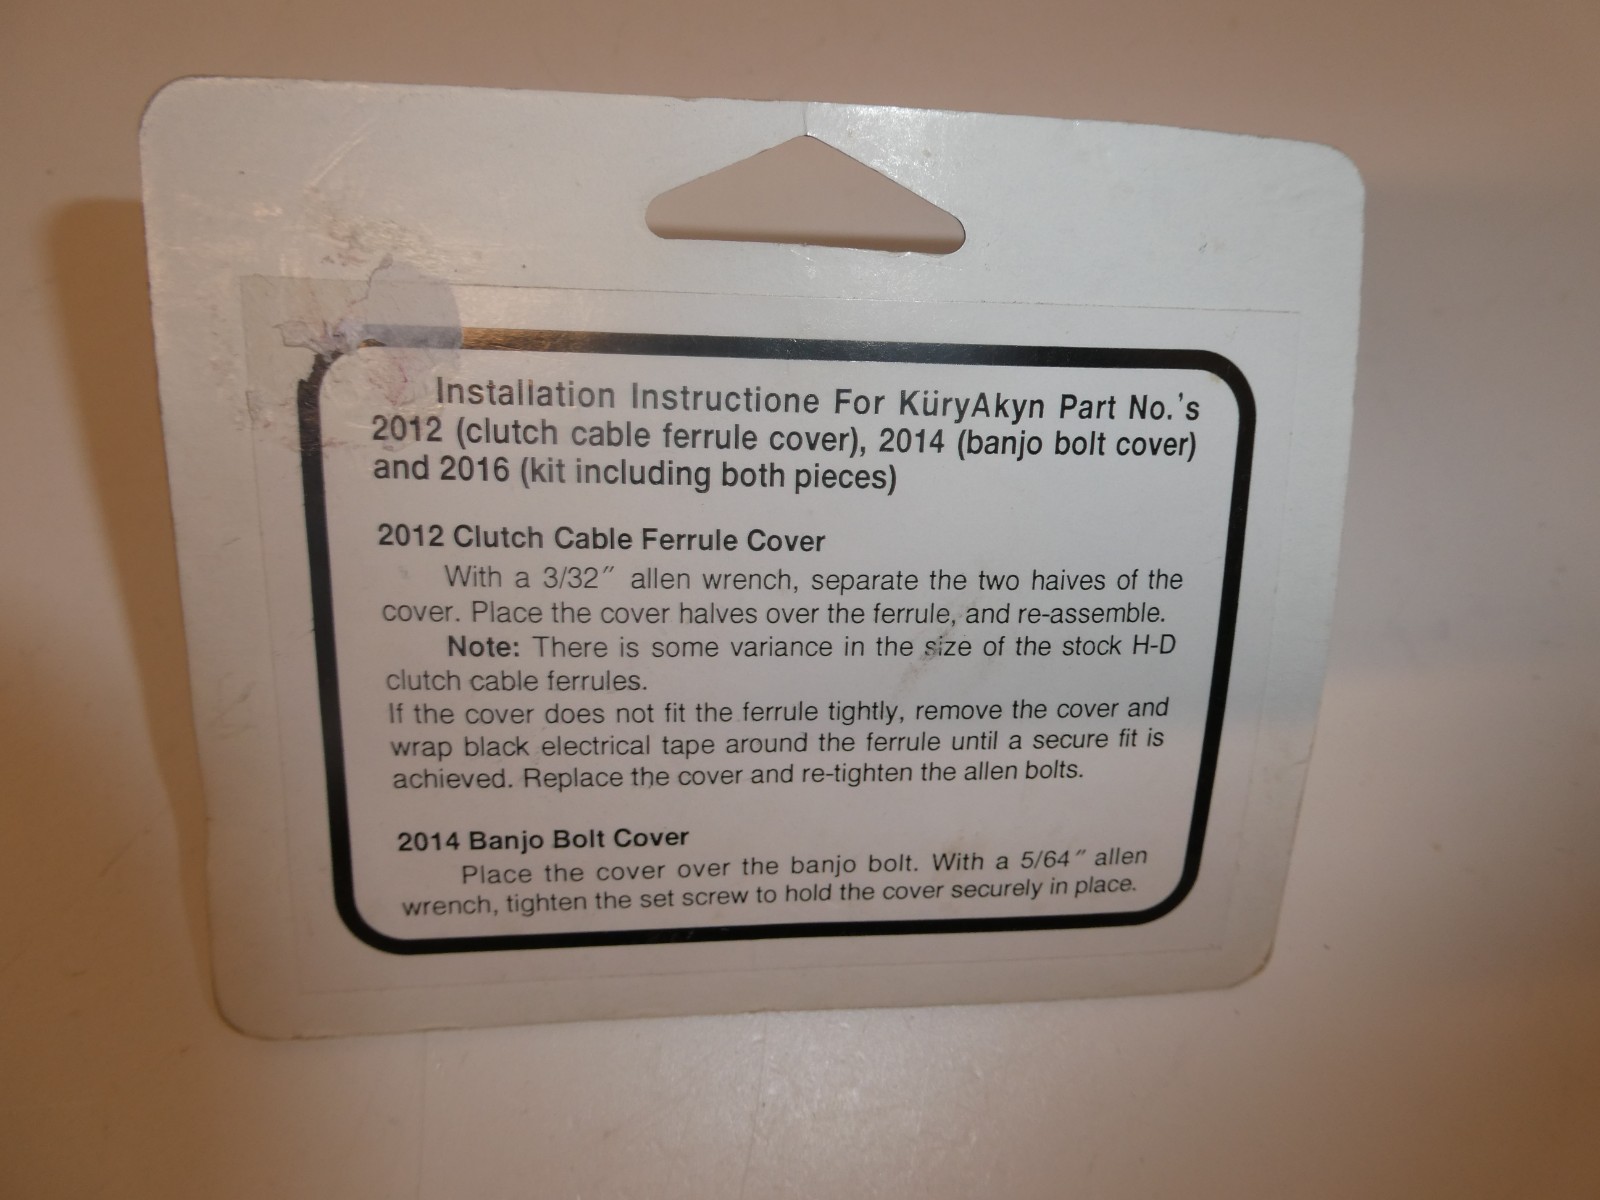 Installation Instructione For KüryAkyn Part No.'s
2012 (clutch cable ferrule cover), 2014 (banjo bolt cover)
and 2016 (kit including both pieces)
2012 Clutch Cable Ferrule Cover
With a 3/32″ allen wrench, separate the two haives of the
cover. Place the cover halves over the ferrule, and re-assemble.
Note: There is some variance in the size of the stock H-D
clutch cable ferrules.
If the cover does not fit the ferrule tightly, remove the cover and
wrap black electrical tape around the ferrule until a secure fit is
achieved. Replace the cover and re-tighten the allen bolts.
2014 Banjo Bolt Cover
Place the cover over the banjo bolt. With a 5/64″ allen
wrench, tighten the set screw to hold the cover securely in place.